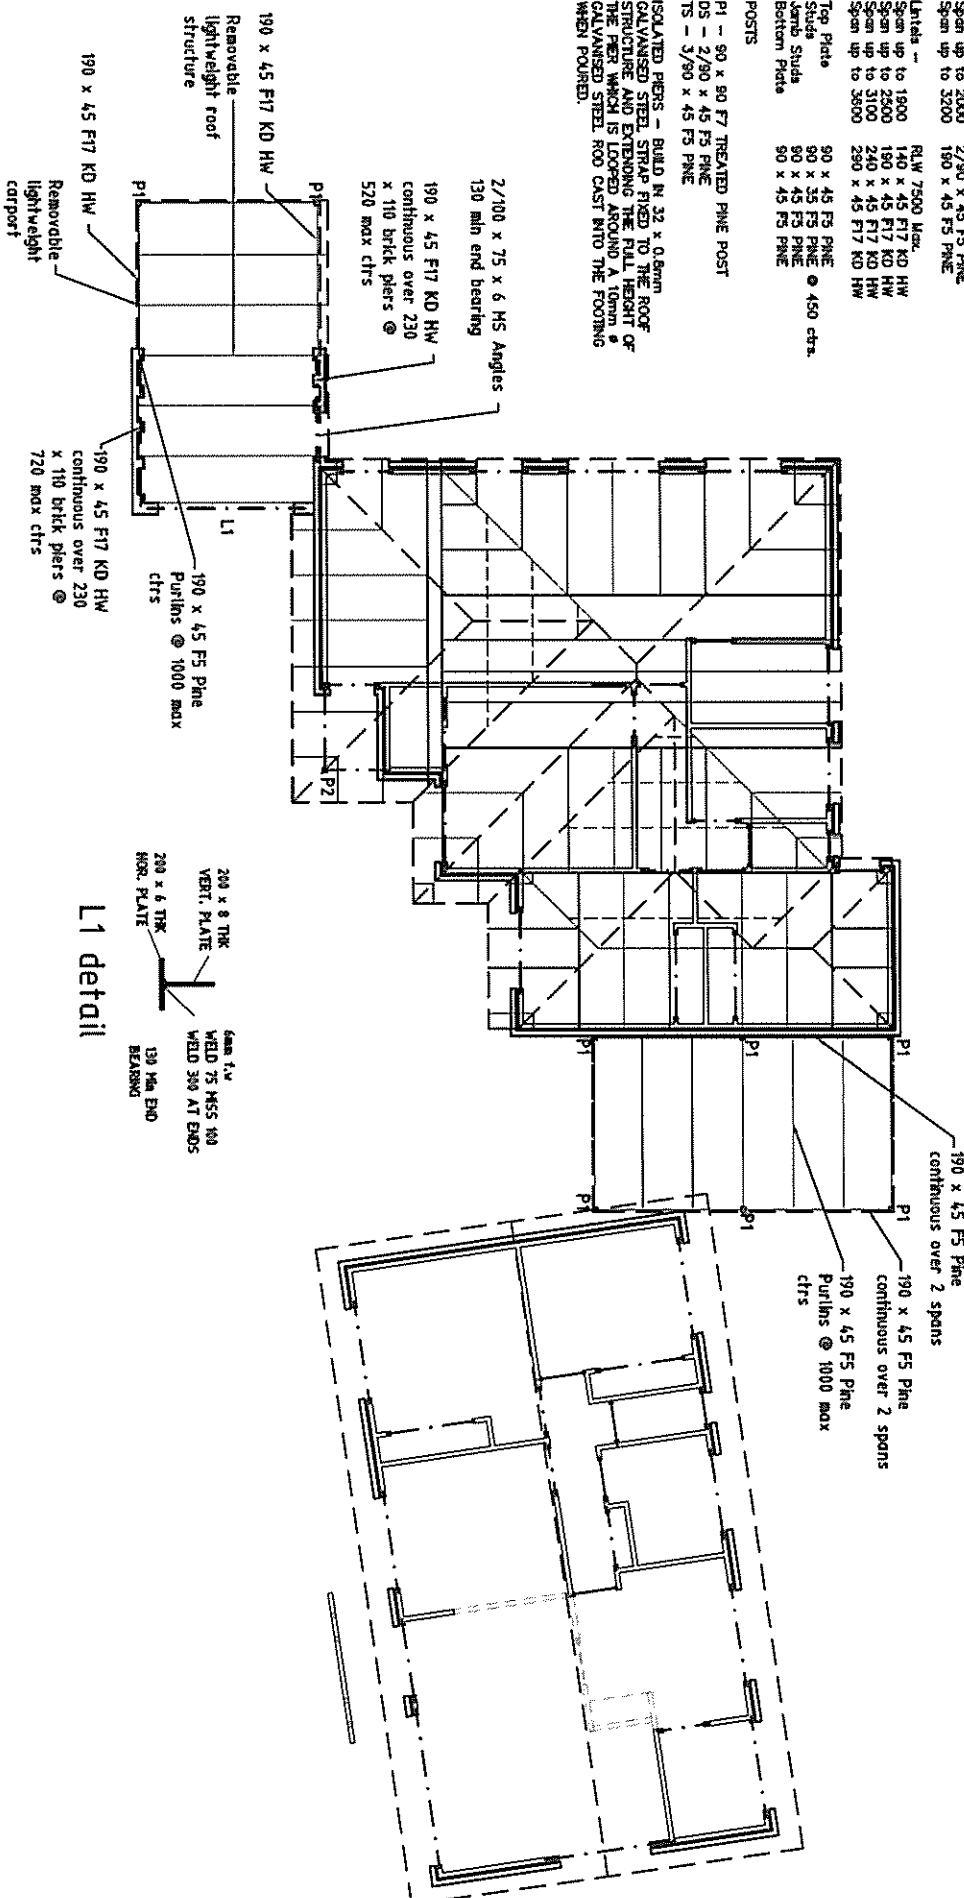 Span up to 2000 2/90 x 45 F5 PINE
Span up to 3200 190 x 45 F5 PINE
Lintels - RLW 7500 Max.
Span up to 1900 140 x 45 F17 KD HW
Span up to 2500 190 x 45 F17 KD HW
Span up to 3100 240 x 45 F17 KD HW
Span up to 3600 290 x 45 F17 KD HW
Top Plate 90 x 45 F5 PINE
Studs 90 x 35 F5 PINE @ 450 ctrs.
Jamb Studs 90 x 45 F5 PINE
Bottom Plate 90 x 45 F5 PINE
POSTS
P1 - 90 x 90 F7 TREATED PINE POST
DS - 2/90 x 45 F5 PINE
TS - 3/90 x 45 F5 PINE
ISOLATED PIERS - BUILD IN 32 x 0.8mm
GALVANISED STEEL STRAP FIXED TO THE ROOF
STRUCTURE AND EXTENDING THE FULL HEIGHT OF
THE PIER WHICH IS LOOPED AROUND A 10mm ø
GALVANISED STEEL ROD CAST INTO THE FOOTING
WHEN POURED.
190 x 45 F5 Pine
continuous over 2 spans
190 x 45 F5 Pine
continuous over 2 spans
190 x 45 F5 Pine
Purlins @ 1000 max
ctrs
P1
P1
P1
P1
P1
P1
2/100 x 75 x 6 MS Angles
130 min end bearing
190 x 45 F17 KD HW
continuous over 230
x 110 brick piers @
520 max ctrs
190 x 45 F17 KD HW
Removable
lightweight roof
structure
P1
P1
190 x 45 F17 KD HW
Removable
lightweight
carport
L1
P2
190 x 45 F5 Pine
Purlins @ 1000 max
ctrs
190 x 45 F17 KD HW
continuous over 230
x 110 brick piers @
720 max ctrs
200 x 8 THK
VERT. PLATE
200 x 6 THK
HOR. PLATE
6mm f.w
WELD 75 MISS 100
WELD 300 AT ENDS
130 Min END
BEARING
L1 detail